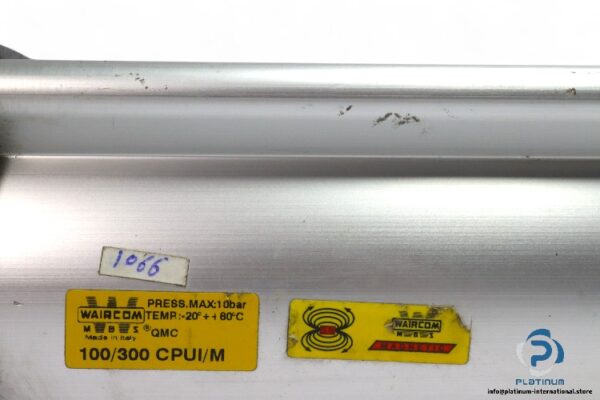 1066
WAIRCOM
M B S ®
Made in Italy
PRESS.MAX:10bar
TEMP:-20°++80°C
QMC
100/300 CPUI/M
WAIRCOM
M B S
MAGNETIC
PLATINUM
info@platinum-international.store